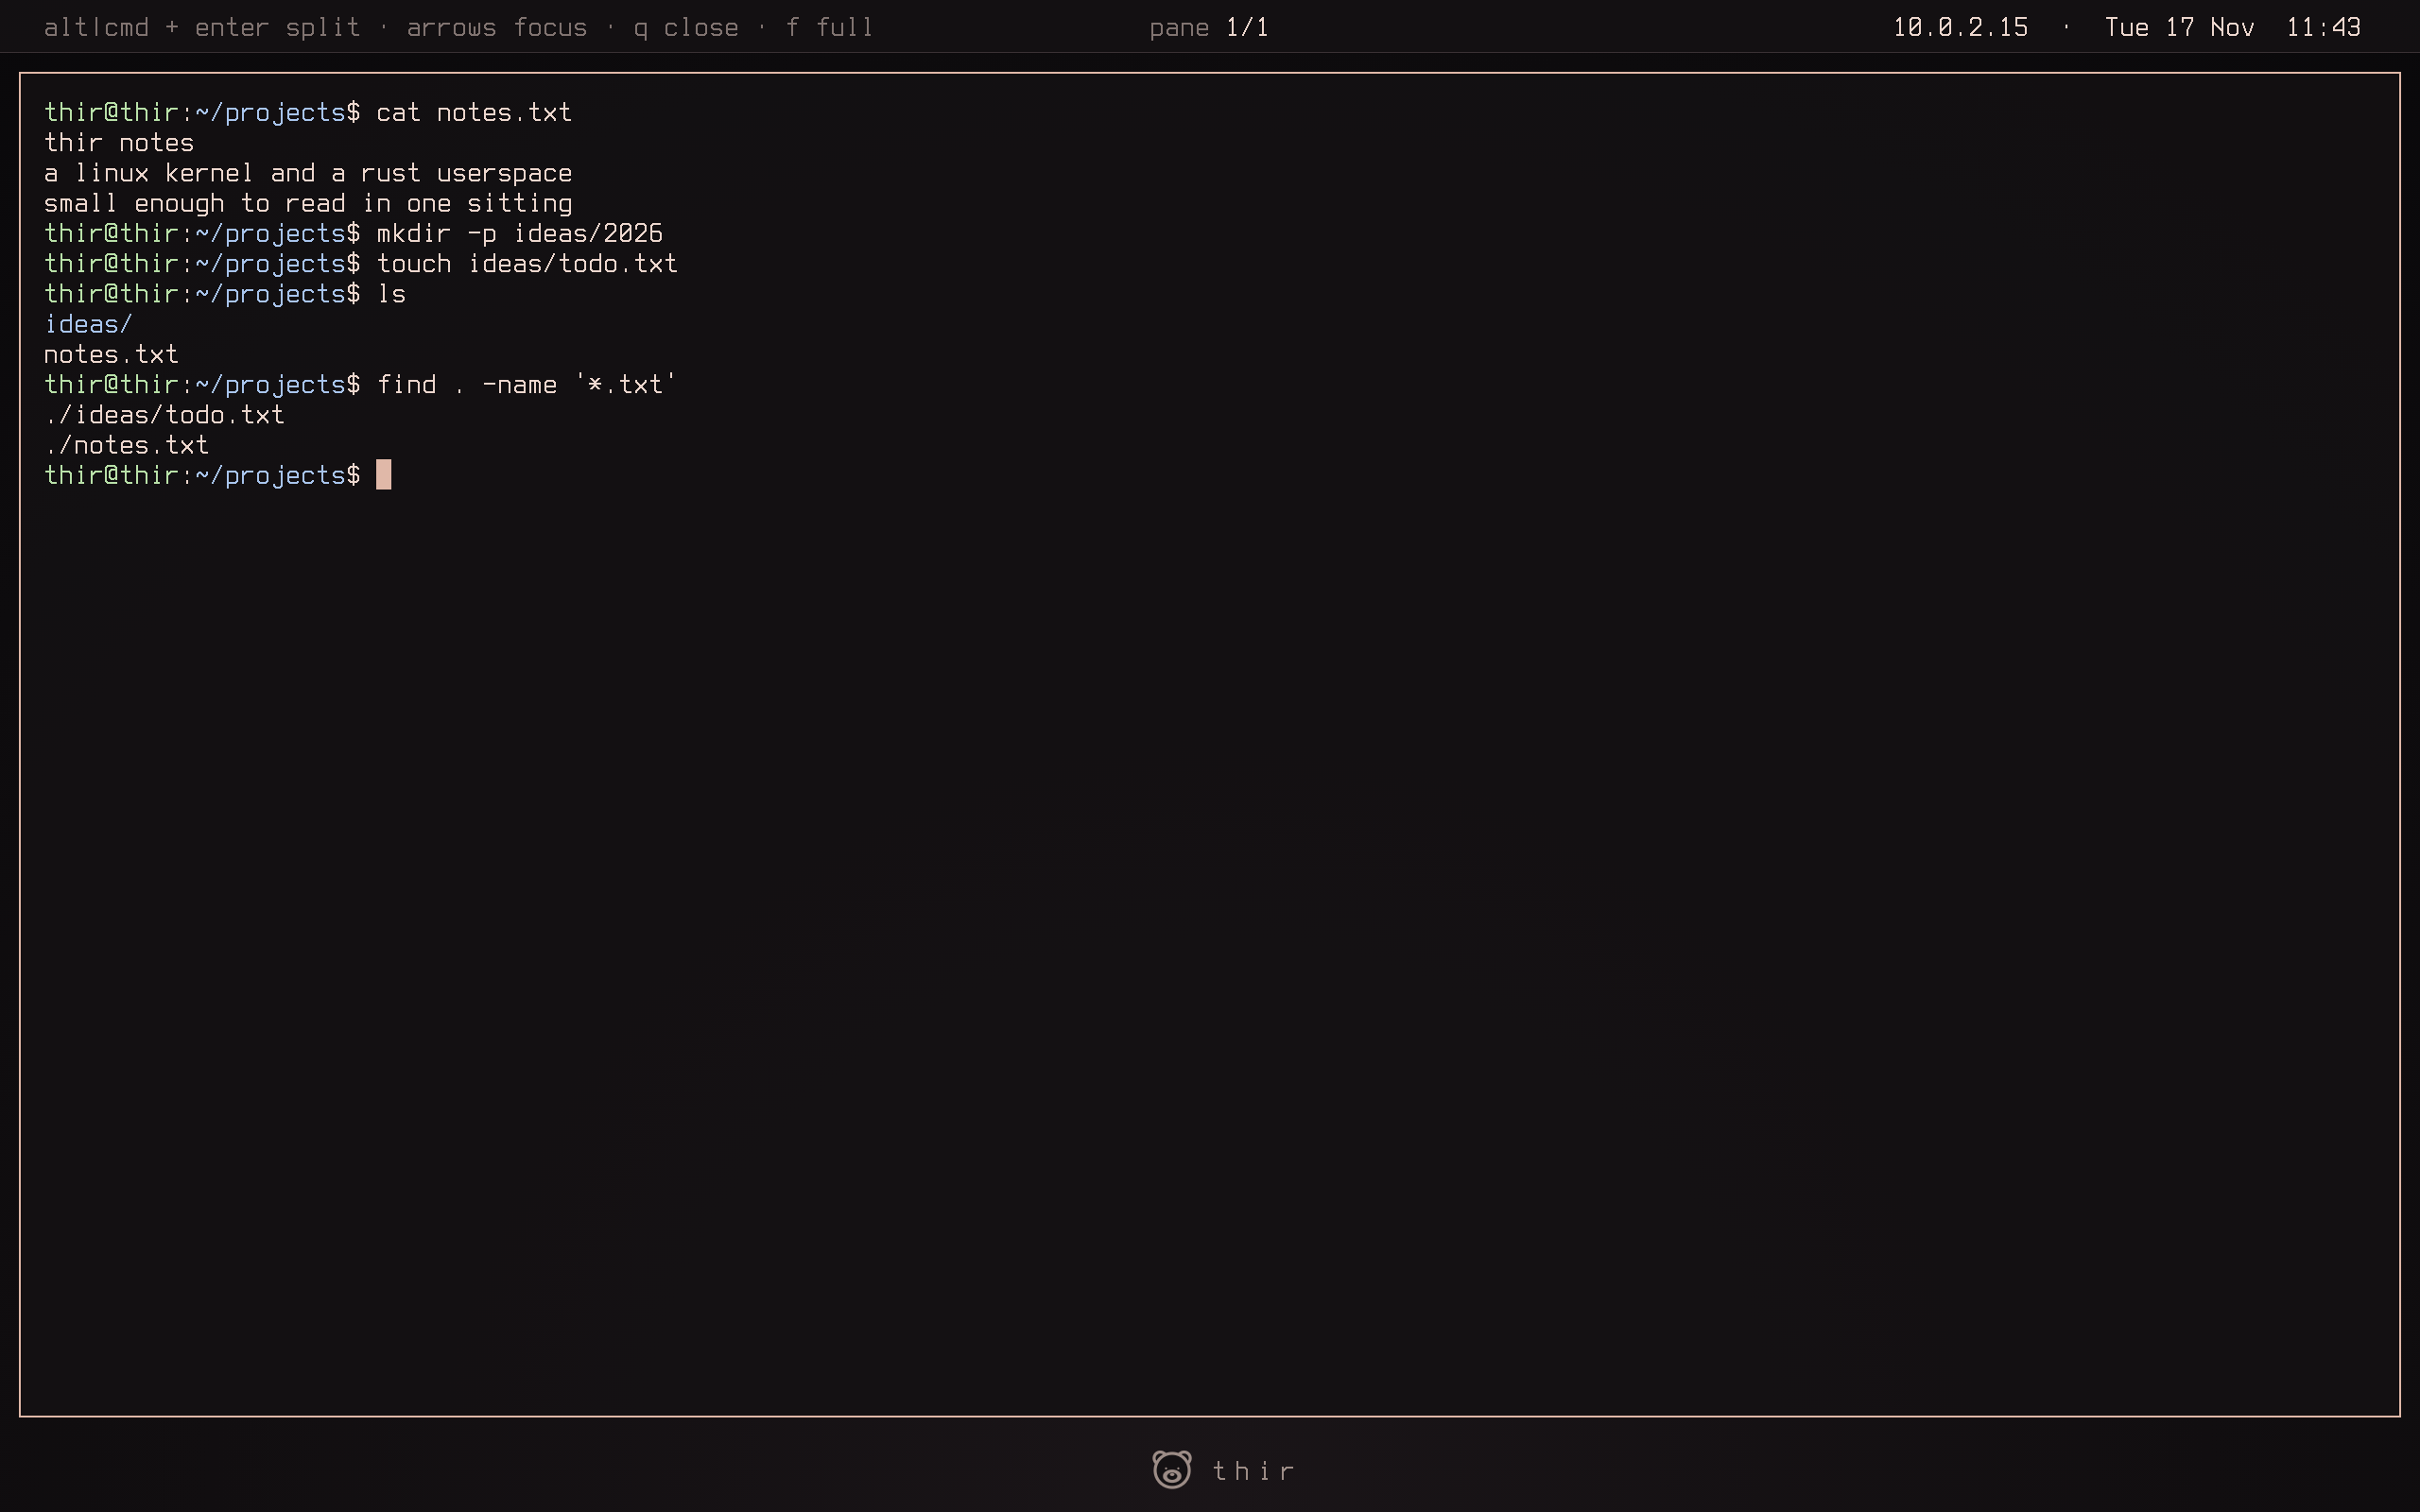 alt|cmd + enter split · arrows focus · q close · f full pane 1/1 10.0.2.15 · Tue 17 Nov 11:43
thir@thir:~/projects$ cat notes.txt
thir notes
a linux kernel and a rust userspace
small enough to read in one sitting
thir@thir:~/projects$ mkdir -p ideas/2026
thir@thir:~/projects$ touch ideas/todo.txt
thir@thir:~/projects$ ls
ideas/
notes.txt
thir@thir:~/projects$ find . -name '*.txt'
./ideas/todo.txt
./notes.txt
thir@thir:~/projects$
thir